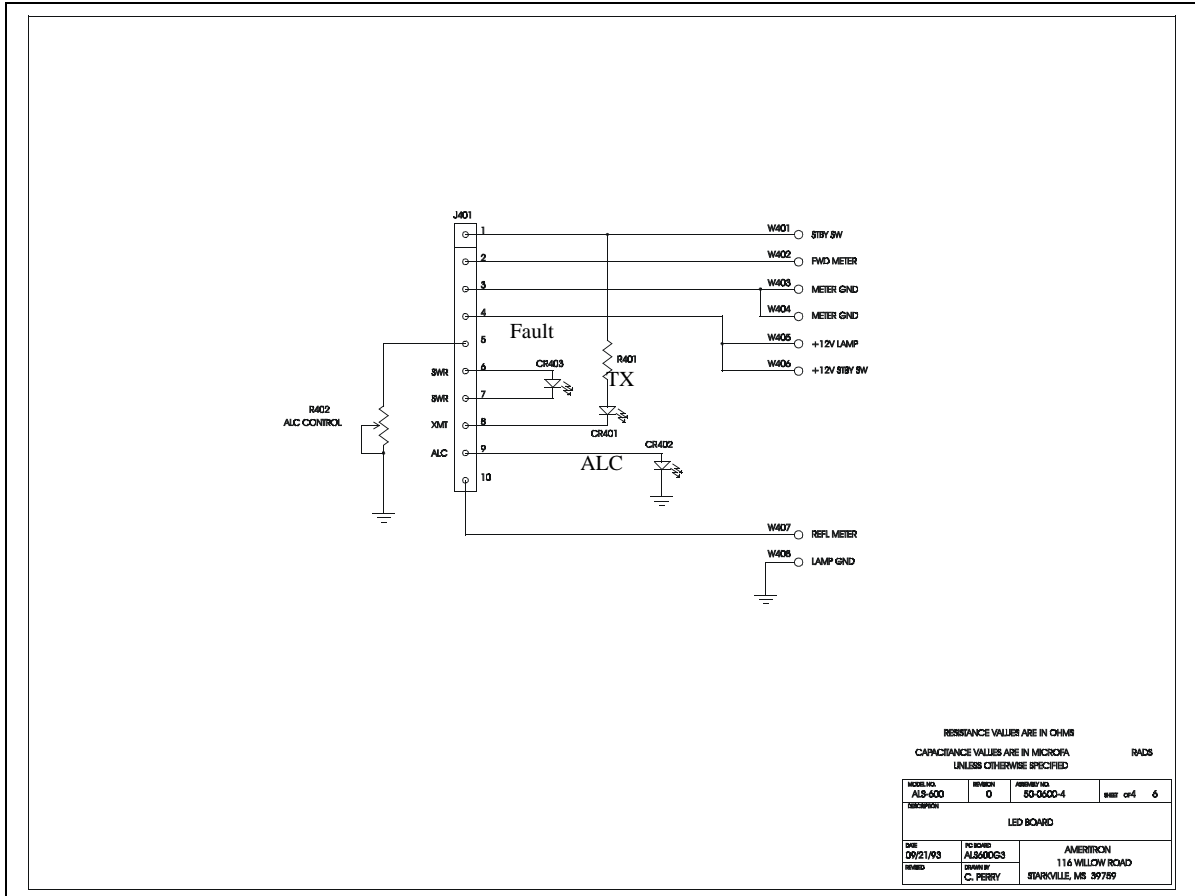 J401
1
W401 STBY SW
2
W402 FWD METER
3
W403 METER GND
4
W404 METER GND
Fault
5
W405 +12V LAMP
SWR 6
CR403
R401
W406 +12V STBY SW
TX
SWR 7
R402
ALC CONTROL
XMT 8
CR401
ALC 9
CR402
ALC
10
W407 REFL METER
W408 LAMP GND
RESISTANCE VALUES ARE IN OHMS
CAPACITANCE VALUES ARE IN MICROFA RADS
UNLESS OTHERWISE SPECIFIED
MODEL NO. REVISION ASSEMBLY NO.
ALS-600 0 50-0600-4 SHEET OF4 6
DESCRIPTION
LED BOARD
DATE PC BOARD
09/21/93 ALS600G3
REVISED DRAWN BY
C. PERRY
AMERITRON
116 WILLOW ROAD
STARKVILLE, MS 39759